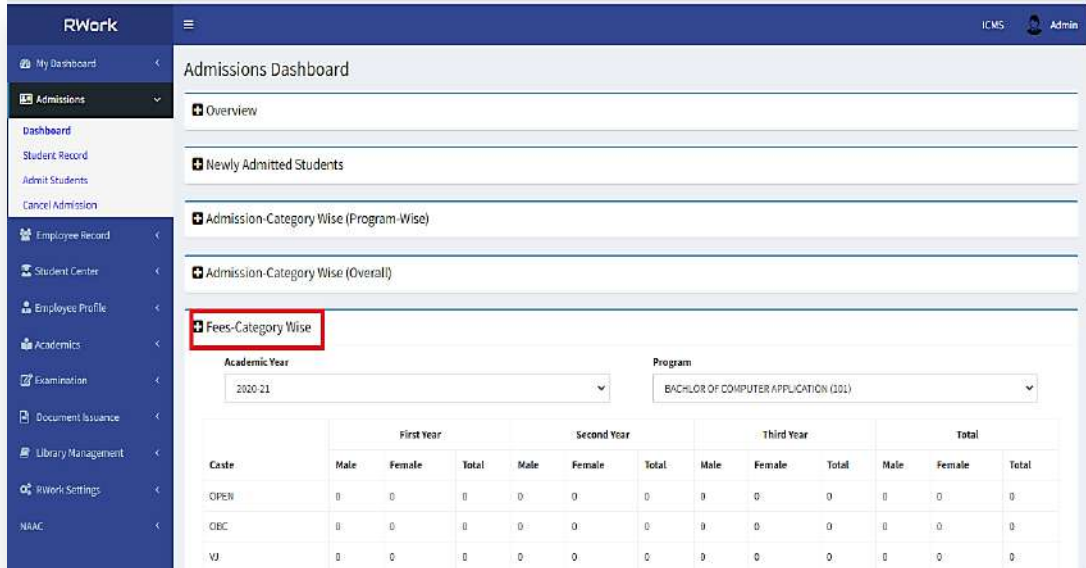 RWork
ICMS Admin
My Dashboard
Admissions
Dashboard
Student Record
Admit Students
Cancel Admission
Employee Record
Student Center
Employee Profile
Academics
Examination
Document Issuance
Library Management
RWork Settings
NAAC
Admissions Dashboard
Overview
Newly Admitted Students
Admission-Category Wise (Program-Wise)
Admission-Category Wise (Overall)
Fees-Category Wise
Academic Year Program
2020-21 BACHLOR OF COMPUTER APPLICATION (101)
First Year Second Year Third Year Total
Caste Male Female Total Male Female Total Male Female Total Male Female Total
OPEN 0 0 0 0 0 0 0 0 0 0 0 0
OBC 0 0 0 0 0 0 0 0 0 0 0 0
VJ 0 0 0 0 0 0 0 0 0 0 0 0